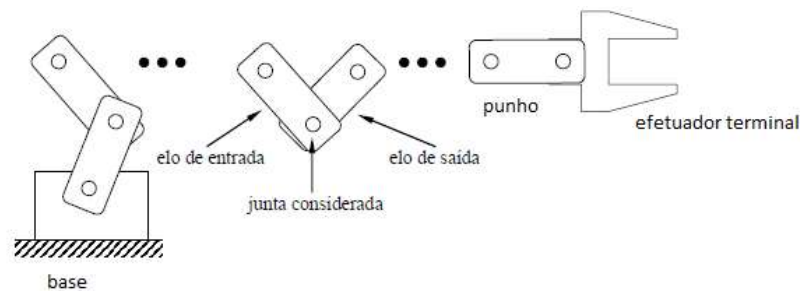 punho
efetuador terminal
elo de entrada
elo de saída
junta considerada
base